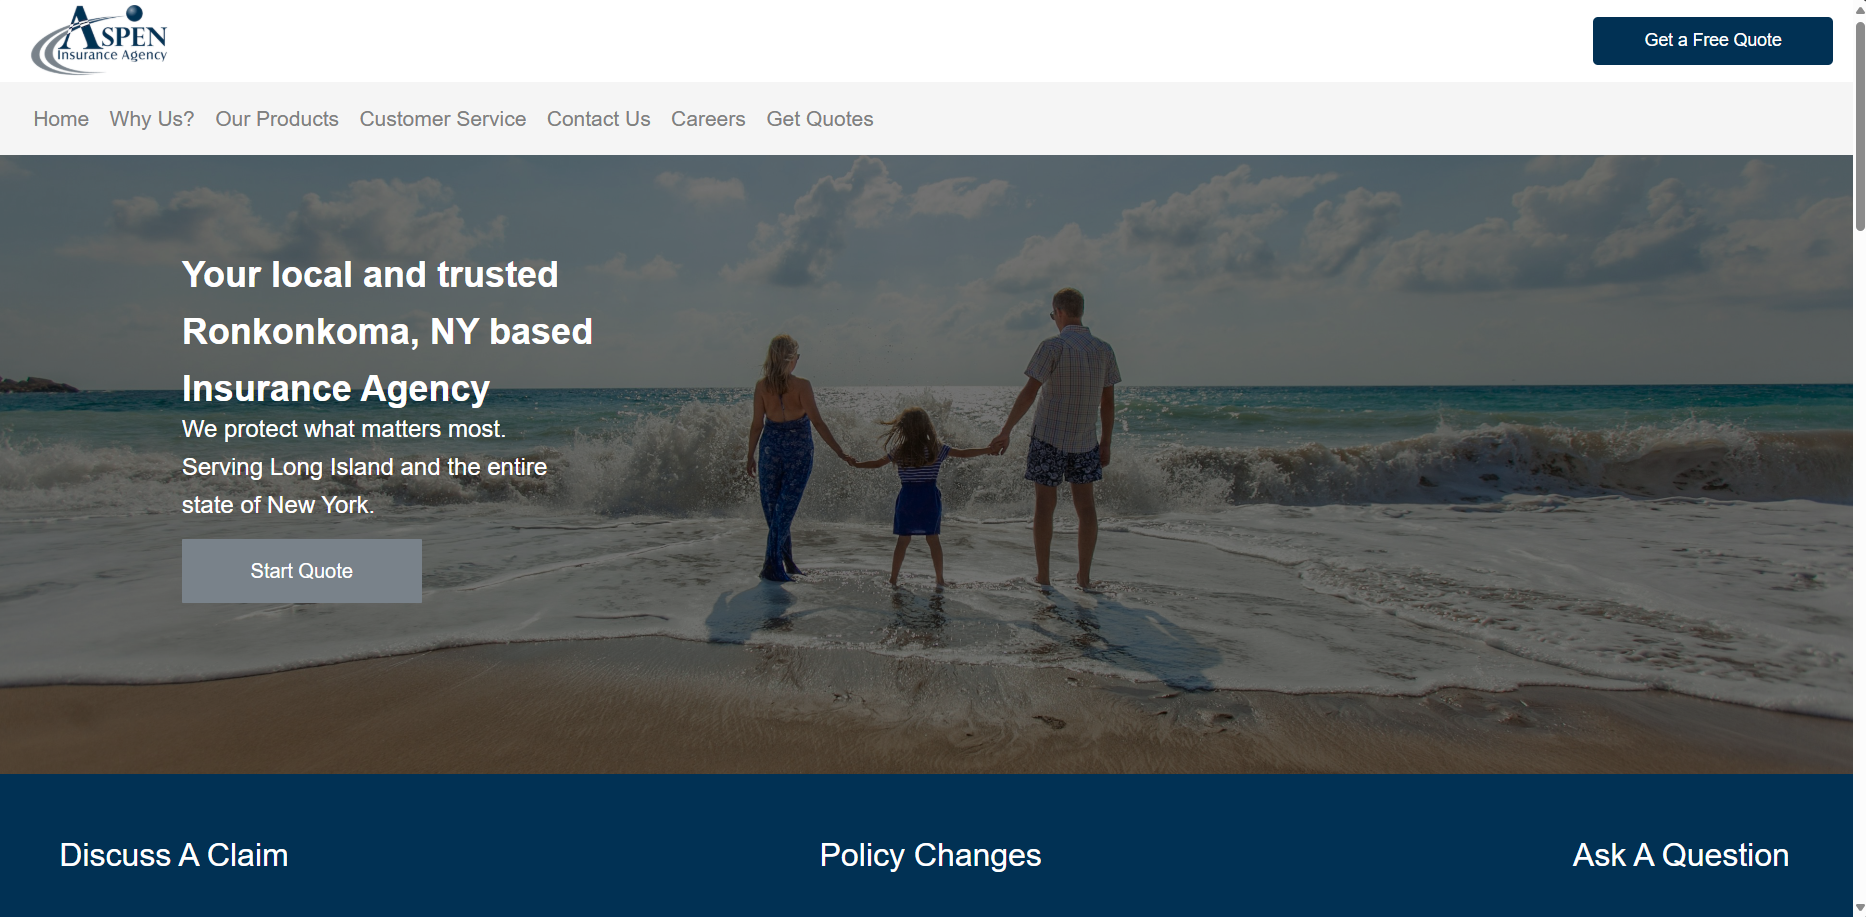 ASPEN
Insurance Agency
Get a Free Quote
Home Why Us? Our Products Customer Service Contact Us Careers Get Quotes
Your local and trusted
Ronkonkoma, NY based
Insurance Agency
We protect what matters most.
Serving Long Island and the entire
state of New York.
Start Quote
Discuss A Claim Policy Changes Ask A Question